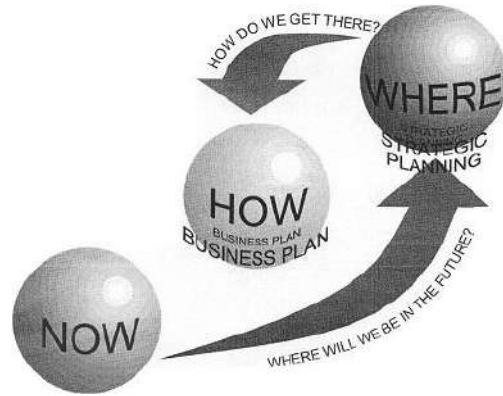 HOW DO WE GET THERE?
WHERE
STRATEGIC
PLANNING
STRATEGIC
PLANNING
HOW
BUSINESS PLAN
BUSINESS PLAN
NOW
WHERE WILL WE BE IN THE FUTURE?